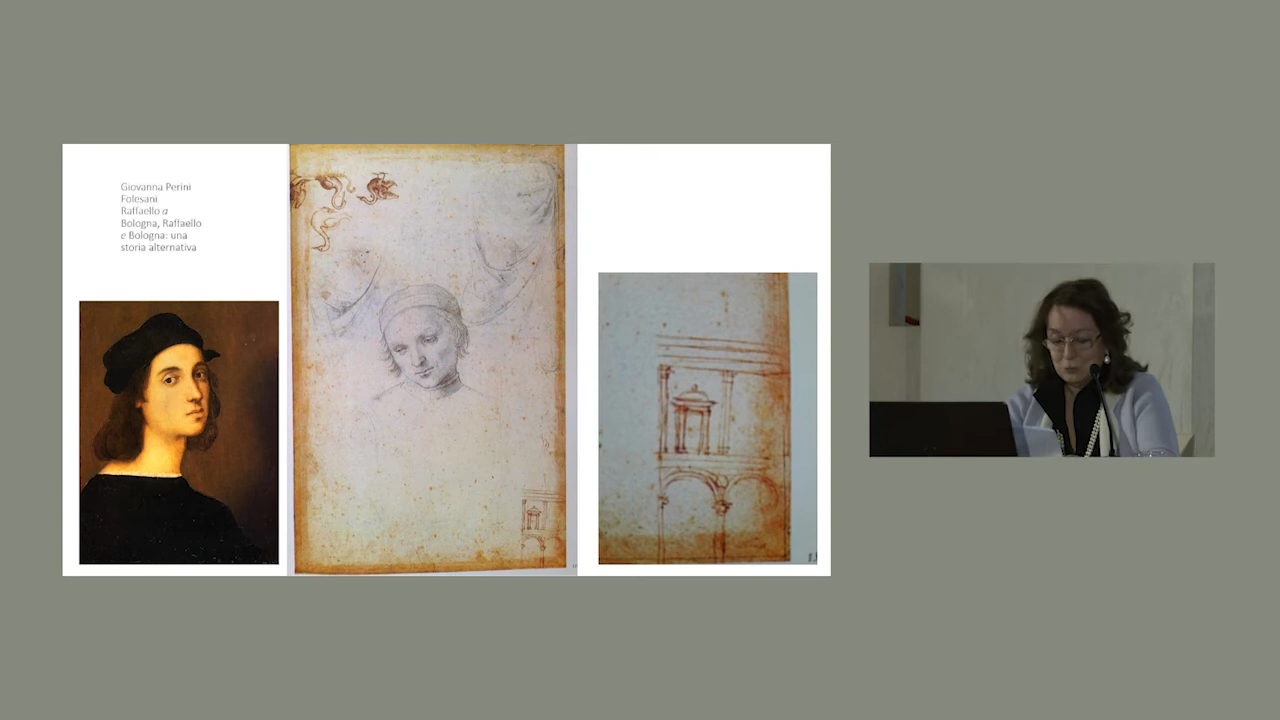 Giovanna Perini
Folesani
Raffaello a
Bologna, Raffaello
e Bologna: una
storia alternativa